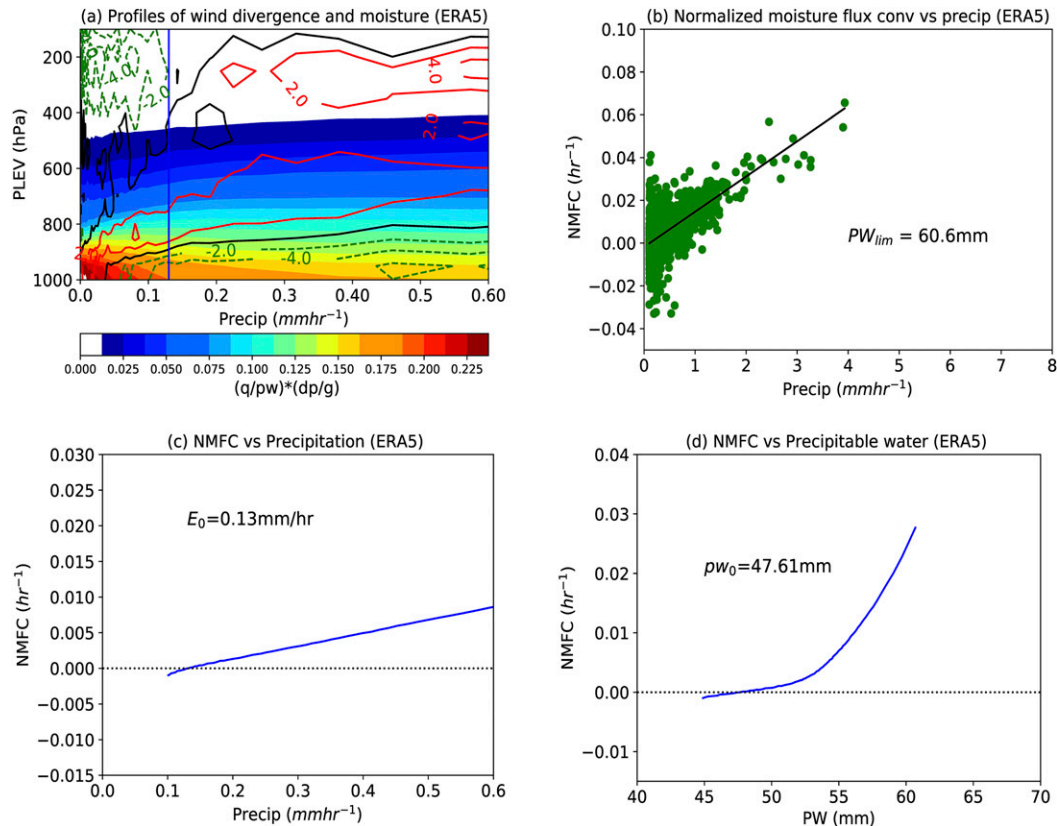 (a) Profiles of wind divergence and moisture (ERA5)
PLEV (hPa)
200
400
600
800
1000
-4.0
-2.0
2.0
4.0
2.0
2.0
-2.0
-4.0
0.0 0.1 0.2 0.3 0.4 0.5 0.60
Precip (mmhr⁻¹)
0.000 0.025 0.050 0.075 0.100 0.125 0.150 0.175 0.200 0.225
(q/pw)*(dp/g)
(b) Normalized moisture flux conv vs precip (ERA5)
NMFC (hr⁻¹)
0.10
0.08
0.06
0.04
0.02
0.00
−0.02
−0.04
PW_lim = 60.6mm
0 1 2 3 4 5 6 7 8
Precip (mmhr⁻¹)
(c) NMFC vs Precipitation (ERA5)
NMFC (hr⁻¹)
0.030
0.025
0.020
0.015
0.010
0.005
0.000
−0.005
−0.010
−0.015
E₀=0.13mm/hr
0.0 0.1 0.2 0.3 0.4 0.5 0.6
Precip (mmhr⁻¹)
(d) NMFC vs Precipitable water (ERA5)
NMFC (hr⁻¹)
0.04
0.03
0.02
0.01
0.00
−0.01
pw₀=47.61mm
40 45 50 55 60 65 70
PW (mm)